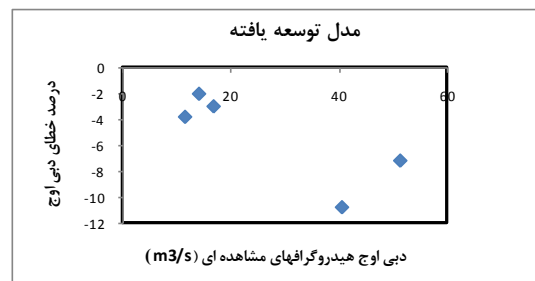 مدل توسعه یافته
درصد خطای دبی اوج
0
-2
-4
-6
-8
-10
-12
0 20 40 60
دبی اوج هیدروگرافهای مشاهده ای (m3/s)